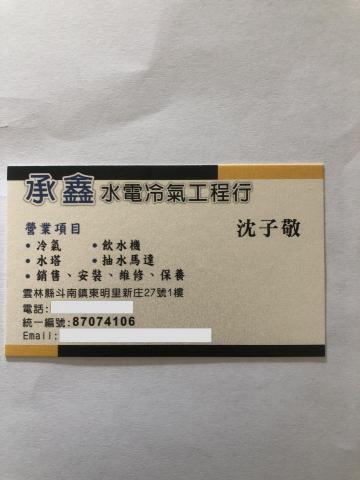 承鑫 水電冷氣工程行
沈子敬
營業項目
• 冷氣 • 飲水機
• 水塔 • 抽水馬達
• 銷售、安裝、維修、保養
雲林縣斗南鎮東明里新庄27號1樓
電話:
統一編號:87074106
Email: